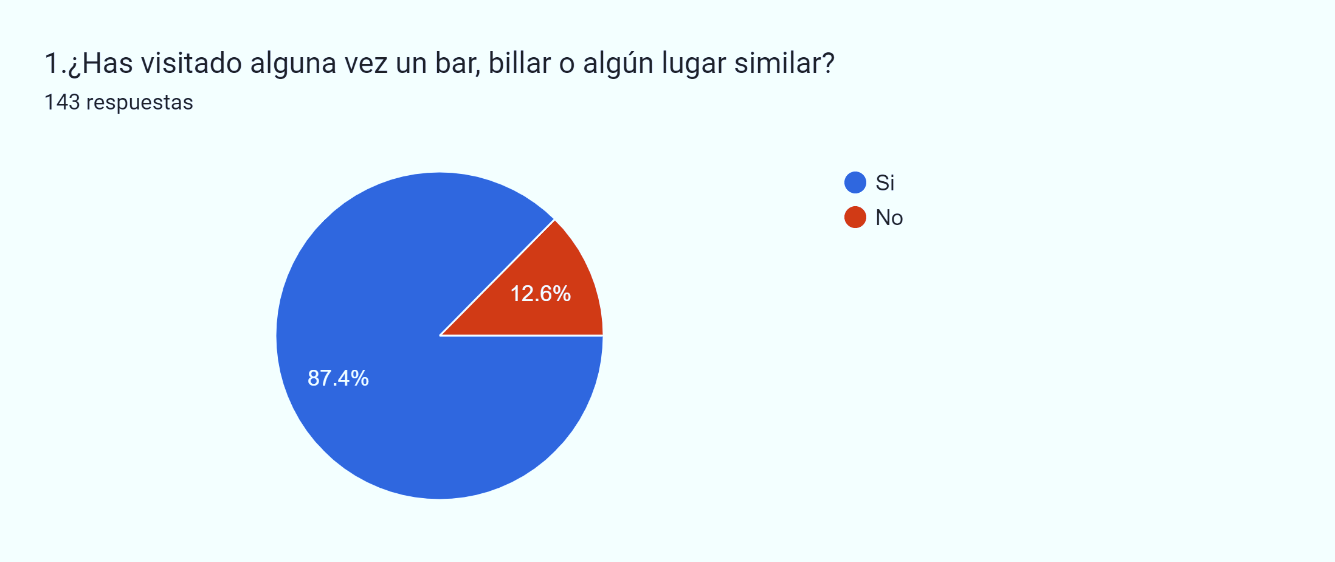 1.¿Has visitado alguna vez un bar, billar o algún lugar similar?
143 respuestas
Si
No
12.6%
87.4%